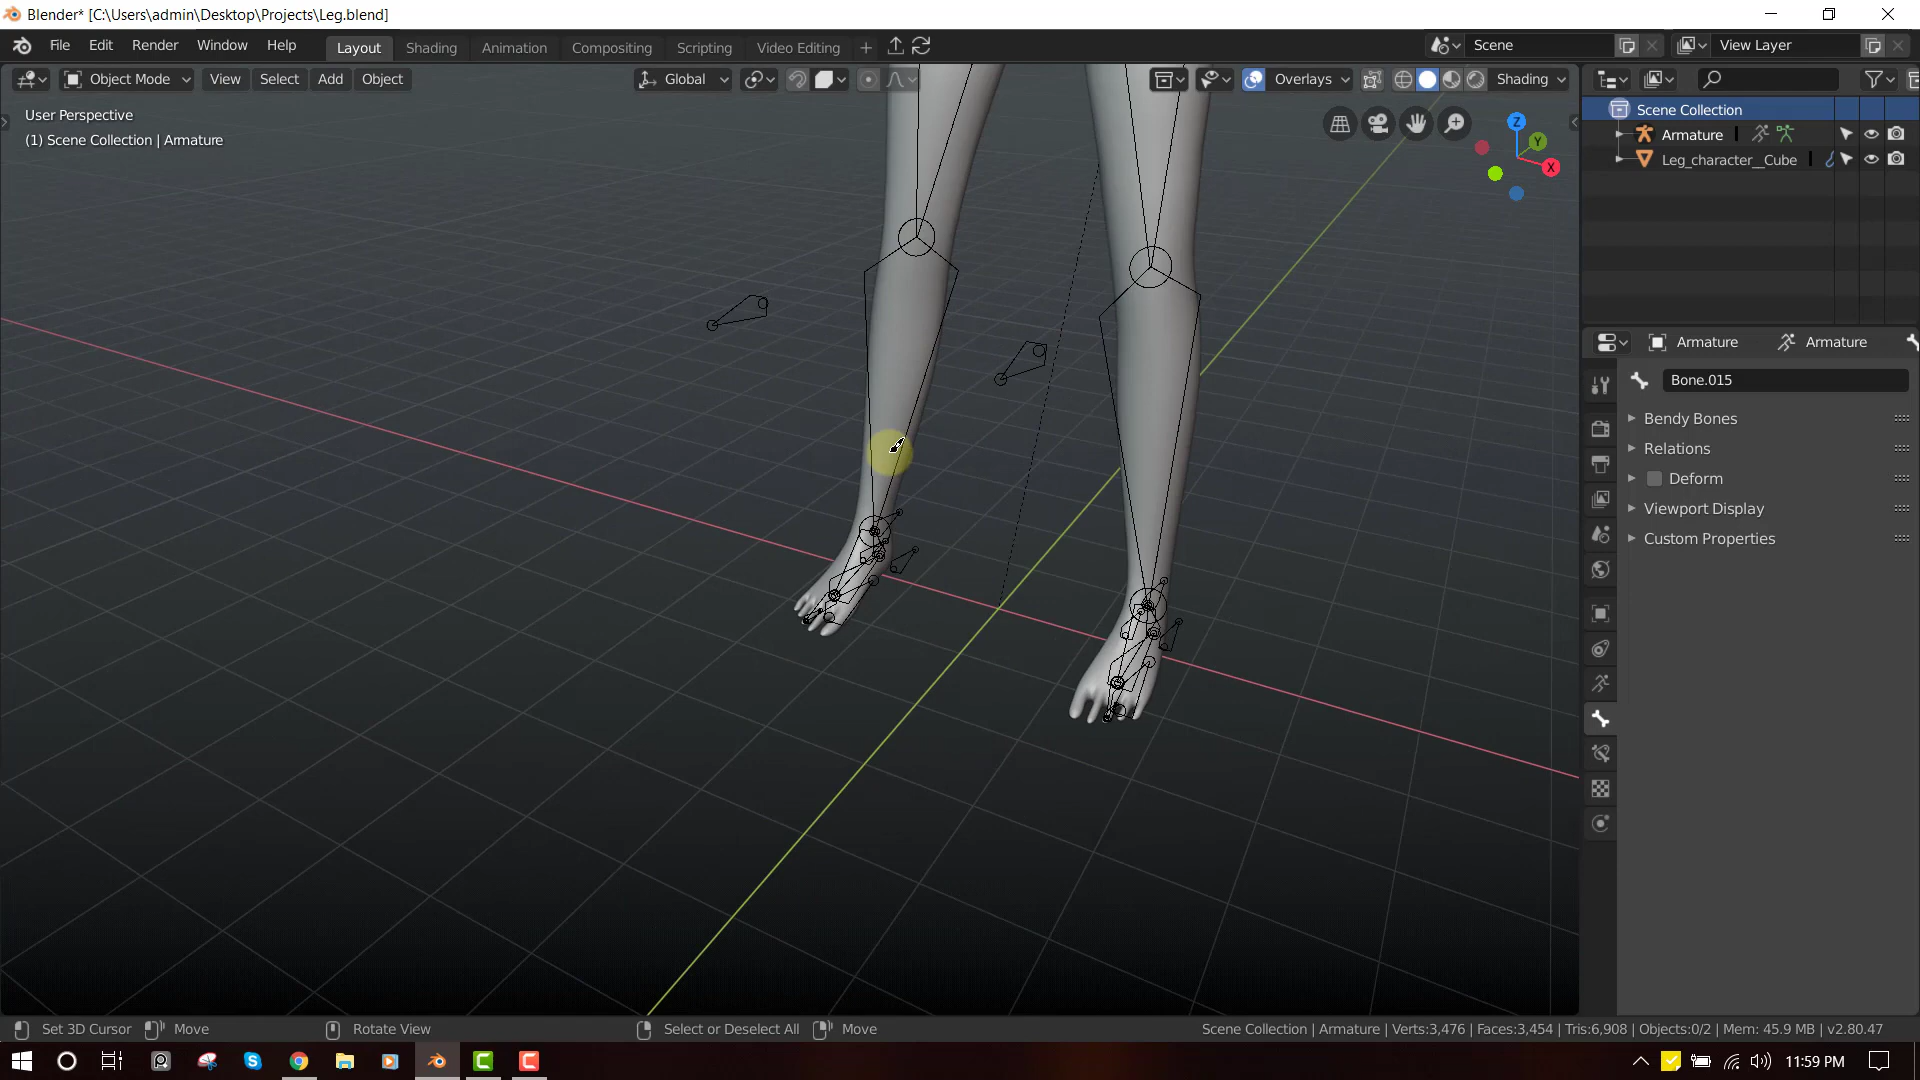 Blender* [C:\Users\admin\Desktop\Projects\Leg.blend]
File Edit Render Window Help Layout Shading Animation Compositing Scripting Video Editing + Scene View Layer
Object Mode View Select Add Object Global Overlays Shading
User Perspective
(1) Scene Collection | Armature
Z
Y
X
Scene Collection
Armature
Leg_character__Cube
Armature Armature
Bone.015
Bendy Bones
Relations
Deform
Viewport Display
Custom Properties
Set 3D Cursor Move Rotate View Select or Deselect All Move Scene Collection | Armature | Verts:3,476 | Faces:3,454 | Tris:6,908 | Objects:0/2 | Mem: 45.9 MB | v2.80.47
11:59 PM